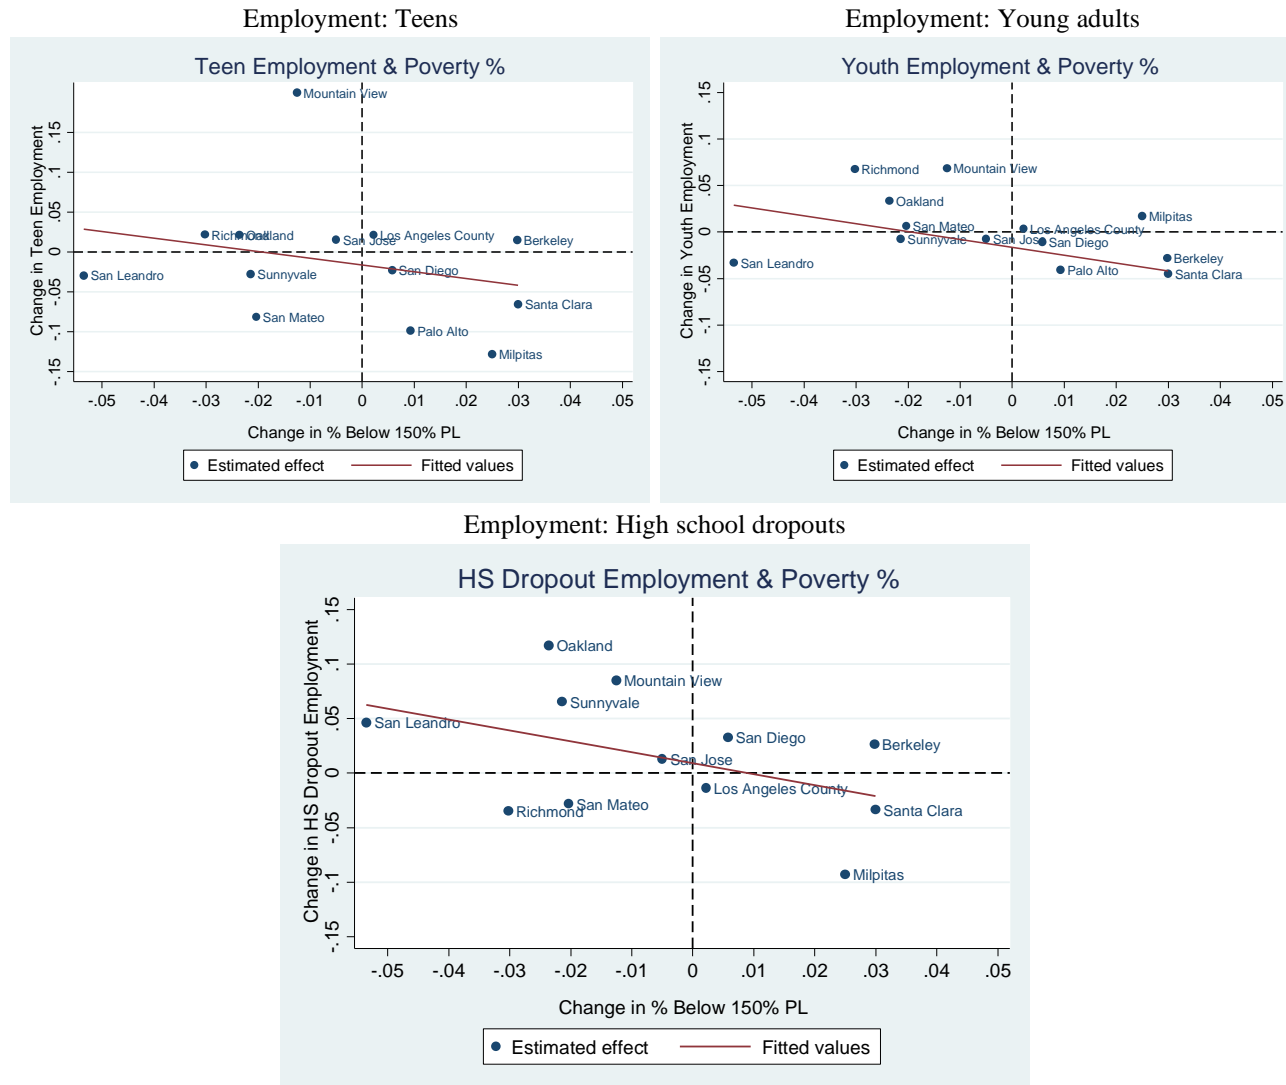 Employment: Teens
Teen Employment & Poverty %
Change in Teen Employment
.15
.1
.05
0
-.05
-.1
-.15
Mountain View
Richmond
Oakland
San Jose
Los Angeles County
Berkeley
San Leandro
Sunnyvale
San Diego
San Mateo
Santa Clara
Palo Alto
Milpitas
-.05 -.04 -.03 -.02 -.01 0 .01 .02 .03 .04 .05
Change in % Below 150% PL
Estimated effect Fitted values
Employment: Young adults
Youth Employment & Poverty %
Change in Youth Employment
.15
.1
.05
0
-.05
-.1
-.15
Richmond
Mountain View
Oakland
Milpitas
San Mateo
Los Angeles County
Sunnyvale
San Jose
San Diego
San Leandro
Berkeley
Palo Alto
Santa Clara
-.05 -.04 -.03 -.02 -.01 0 .01 .02 .03 .04 .05
Change in % Below 150% PL
Estimated effect Fitted values
Employment: High school dropouts
HS Dropout Employment & Poverty %
Change in HS Dropout Employment
.15
.1
.05
0
-.05
-.1
-.15
Oakland
Mountain View
Sunnyvale
San Leandro
San Diego
Berkeley
San Jose
Los Angeles County
San Mateo
Richmond
Santa Clara
Milpitas
-.05 -.04 -.03 -.02 -.01 0 .01 .02 .03 .04 .05
Change in % Below 150% PL
Estimated effect Fitted values